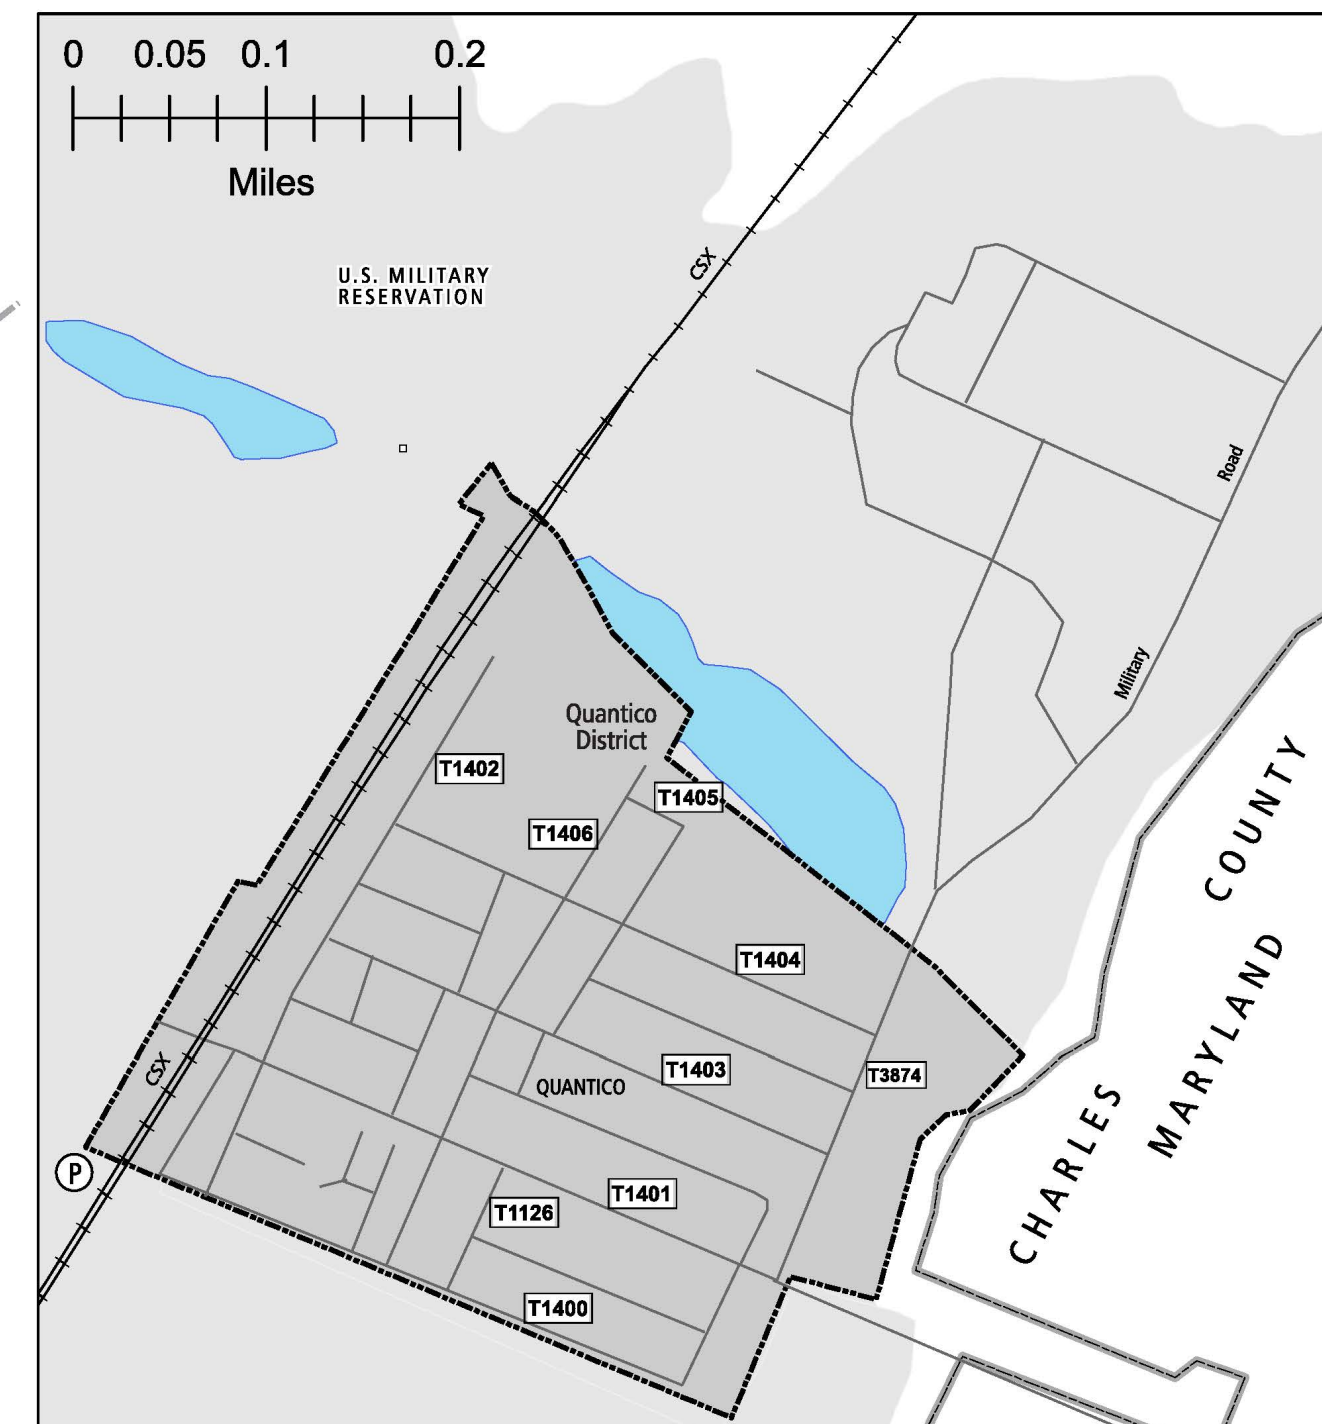 0 0.05 0.1 0.2
Miles
U.S. MILITARY
RESERVATION
CSX
Road
Military
Quantico
District
T1402
T1405
T1406
COUNTY
T1404
MARYLAND
T1403
T3874
CSX
QUANTICO
CHARLES
P
T1401
T1126
T1400